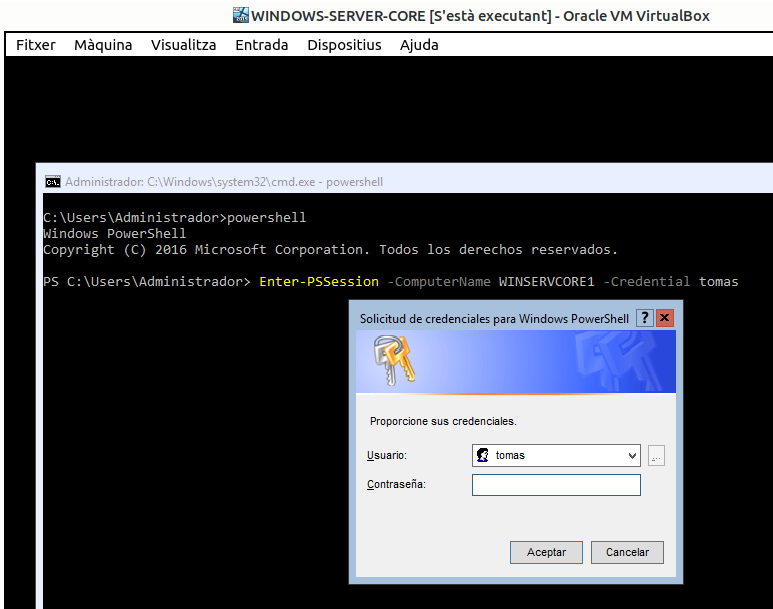 WINDOWS-SERVER-CORE [S'està executant] - Oracle VM VirtualBox
Fitxer Màquina Visualitza Entrada Dispositius Ajuda
Administrador: C:\Windows\system32\cmd.exe - powershell
C:\Users\Administrador>powershell
Windows PowerShell
Copyright (C) 2016 Microsoft Corporation. Todos los derechos reservados.
PS C:\Users\Administrador> Enter-PSSession -ComputerName WINSERVCORE1 -Credential tomas
Solicitud de credenciales para Windows PowerShell
Proporcione sus credenciales.
Usuario: tomas ...
Contraseña:
Aceptar Cancelar